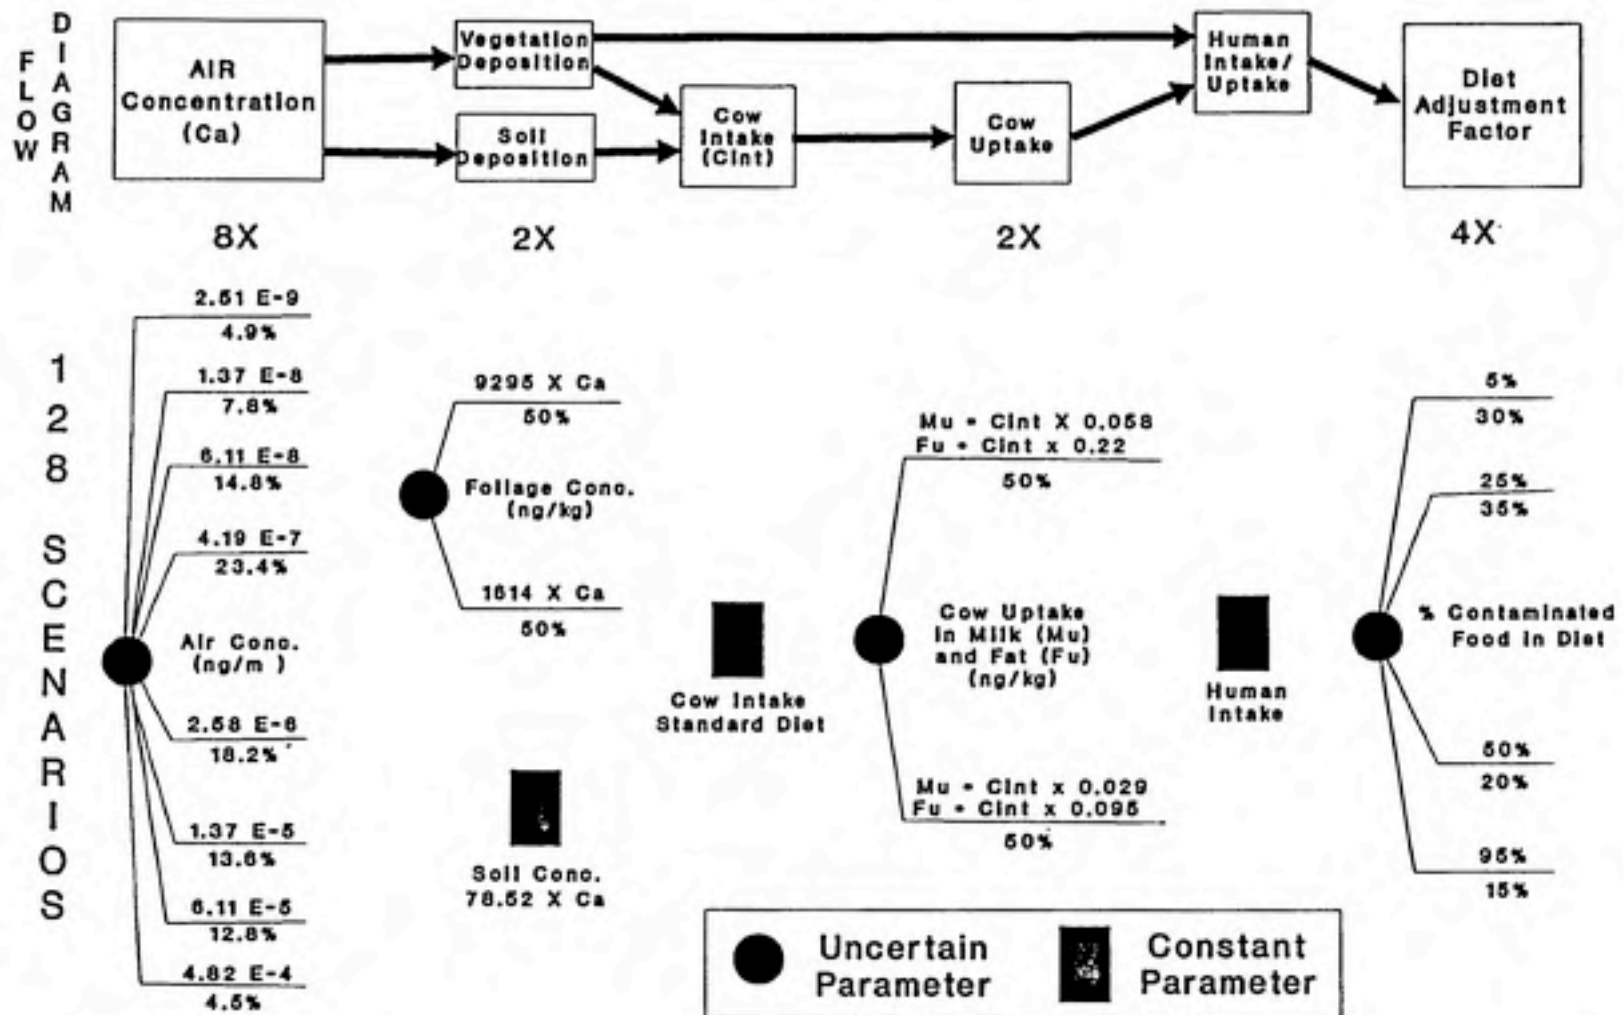 FLOW
DIAGRAM
AIR
Concentration
(Ca)
Vegetation
Deposition
Soil
Deposition
Cow
Intake
(Cint)
Cow
Uptake
Human
Intake/
Uptake
Diet
Adjustment
Factor
8X
2X
2X
4X
128 SCENARIOS
2.51 E-9
4.9%
1.37 E-8
7.8%
6.11 E-8
14.8%
4.19 E-7
23.4%
Air Conc.
(ng/m )
2.58 E-6
18.2%
1.37 E-5
13.6%
6.11 E-5
12.8%
4.82 E-4
4.5%
9295 X Ca
50%
Foliage Conc.
(ng/kg)
1614 X Ca
50%
Soil Conc.
78.52 X Ca
Cow Intake
Standard Diet
Mu = Cint X 0.058
Fu = Cint x 0.22
50%
Cow Uptake
in Milk (Mu)
and Fat (Fu)
(ng/kg)
Mu = Cint x 0.029
Fu = Cint x 0.095
50%
Human
Intake
5%
30%
25%
35%
% Contaminated
Food in Diet
50%
20%
95%
15%
Uncertain
Parameter
Constant
Parameter